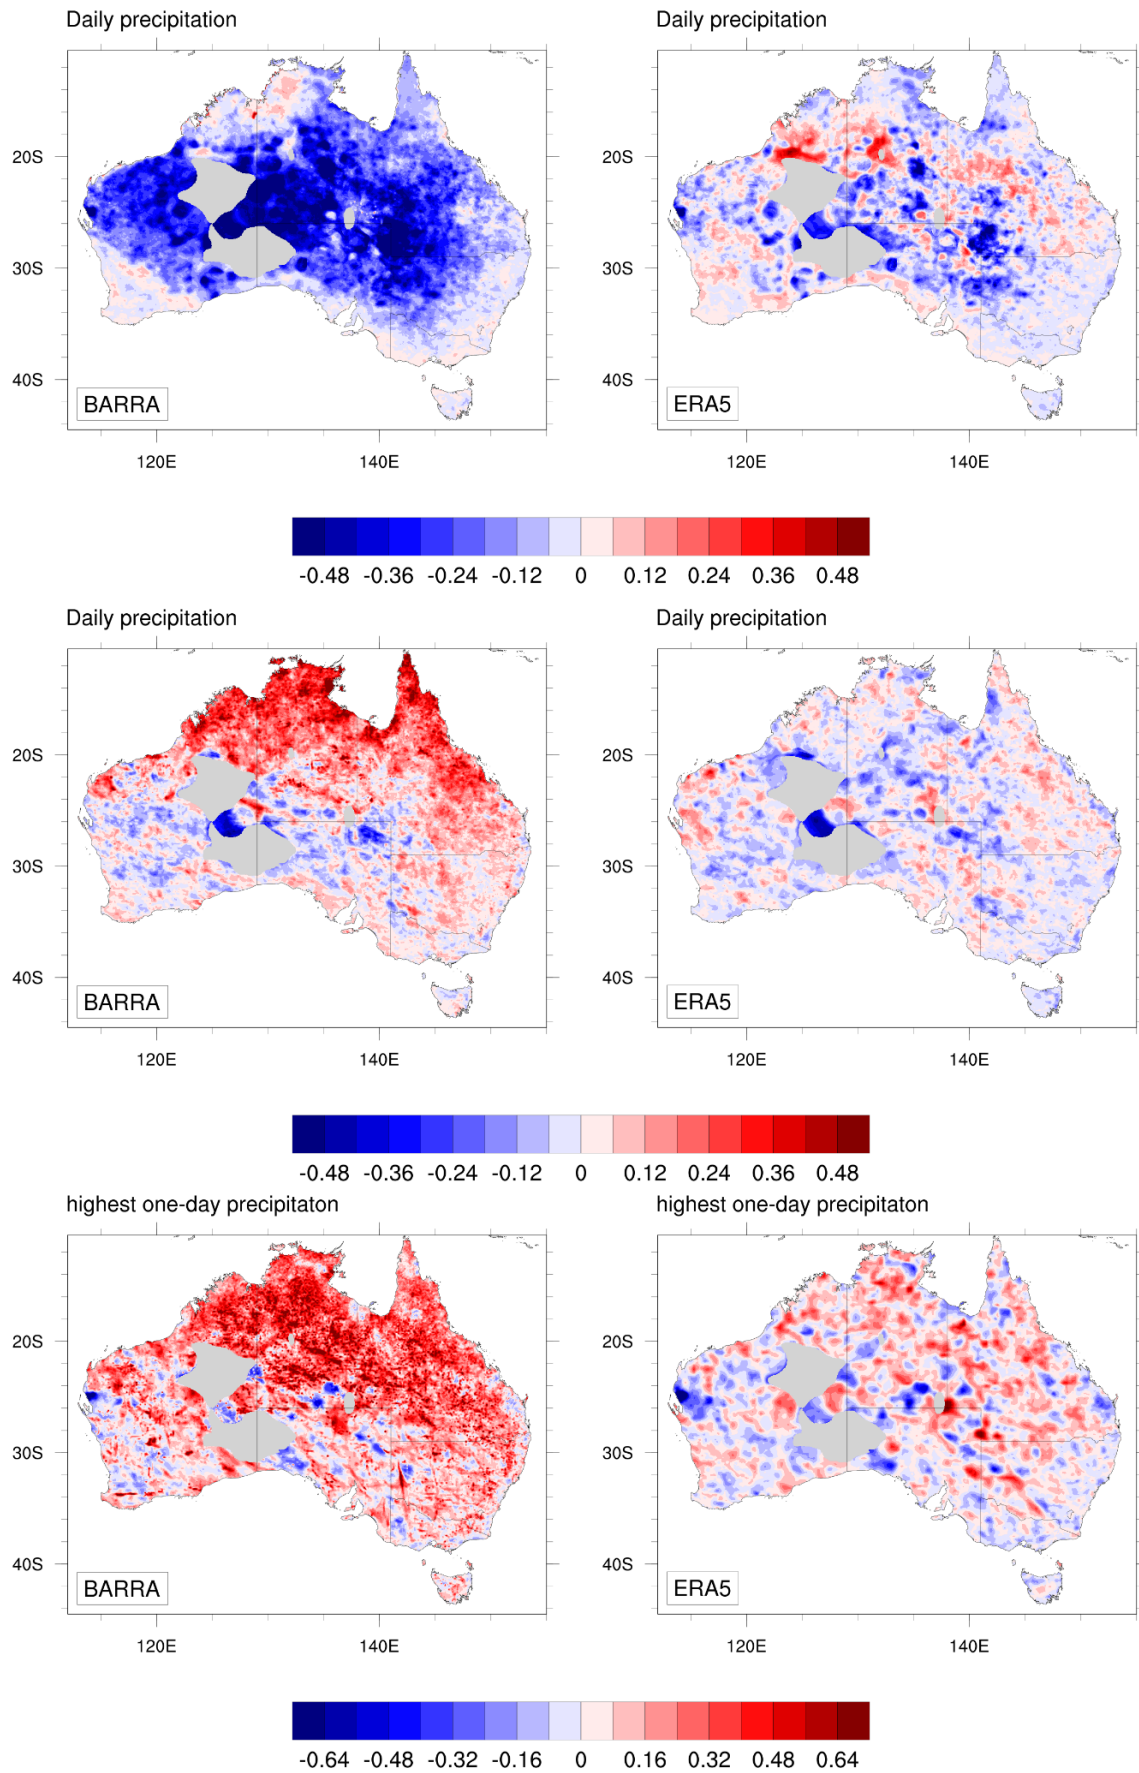 Daily precipitation Daily precipitation
20S 20S
30S 30S
40S 40S
BARRA ERA5
120E 140E 120E 140E
-0.48 -0.36 -0.24 -0.12 0 0.12 0.24 0.36 0.48
Daily precipitation Daily precipitation
20S 20S
30S 30S
40S 40S
BARRA ERA5
120E 140E 120E 140E
-0.48 -0.36 -0.24 -0.12 0 0.12 0.24 0.36 0.48
highest one-day precipitaton highest one-day precipitaton
20S 20S
30S 30S
40S 40S
BARRA ERA5
120E 140E 120E 140E
-0.64 -0.48 -0.32 -0.16 0 0.16 0.32 0.48 0.64